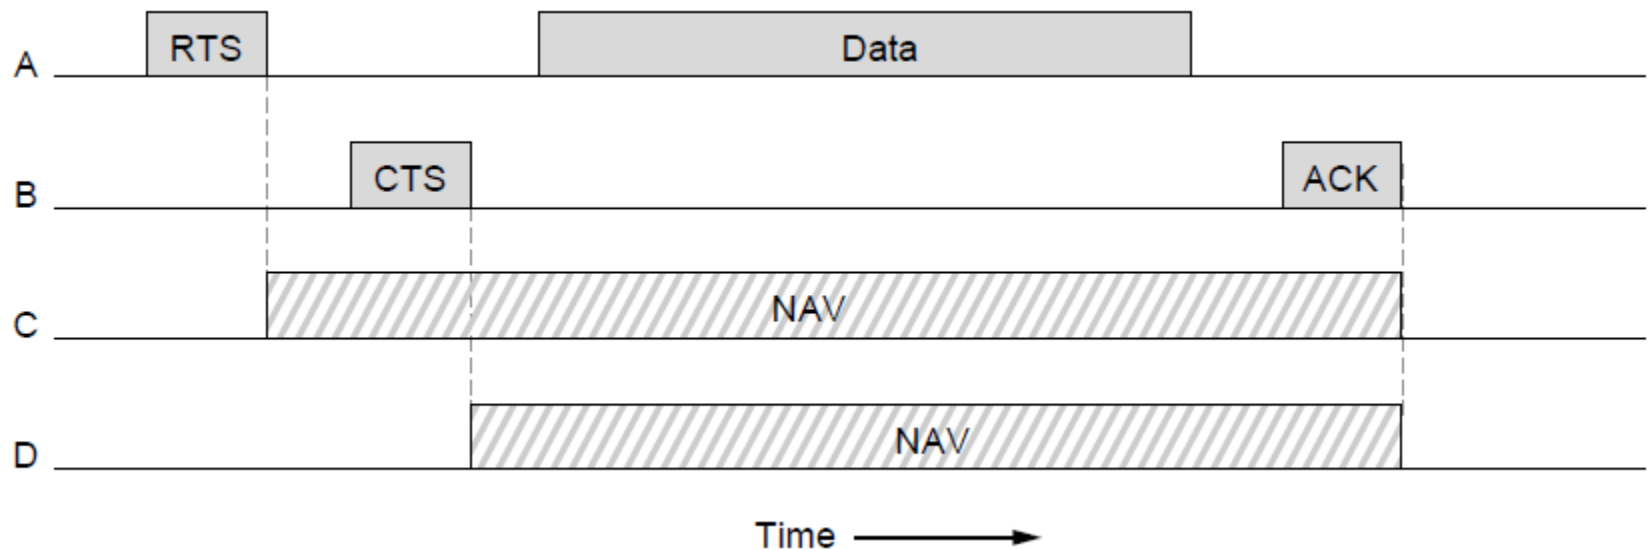 A RTS Data
B CTS ACK
C NAV
D NAV
Time